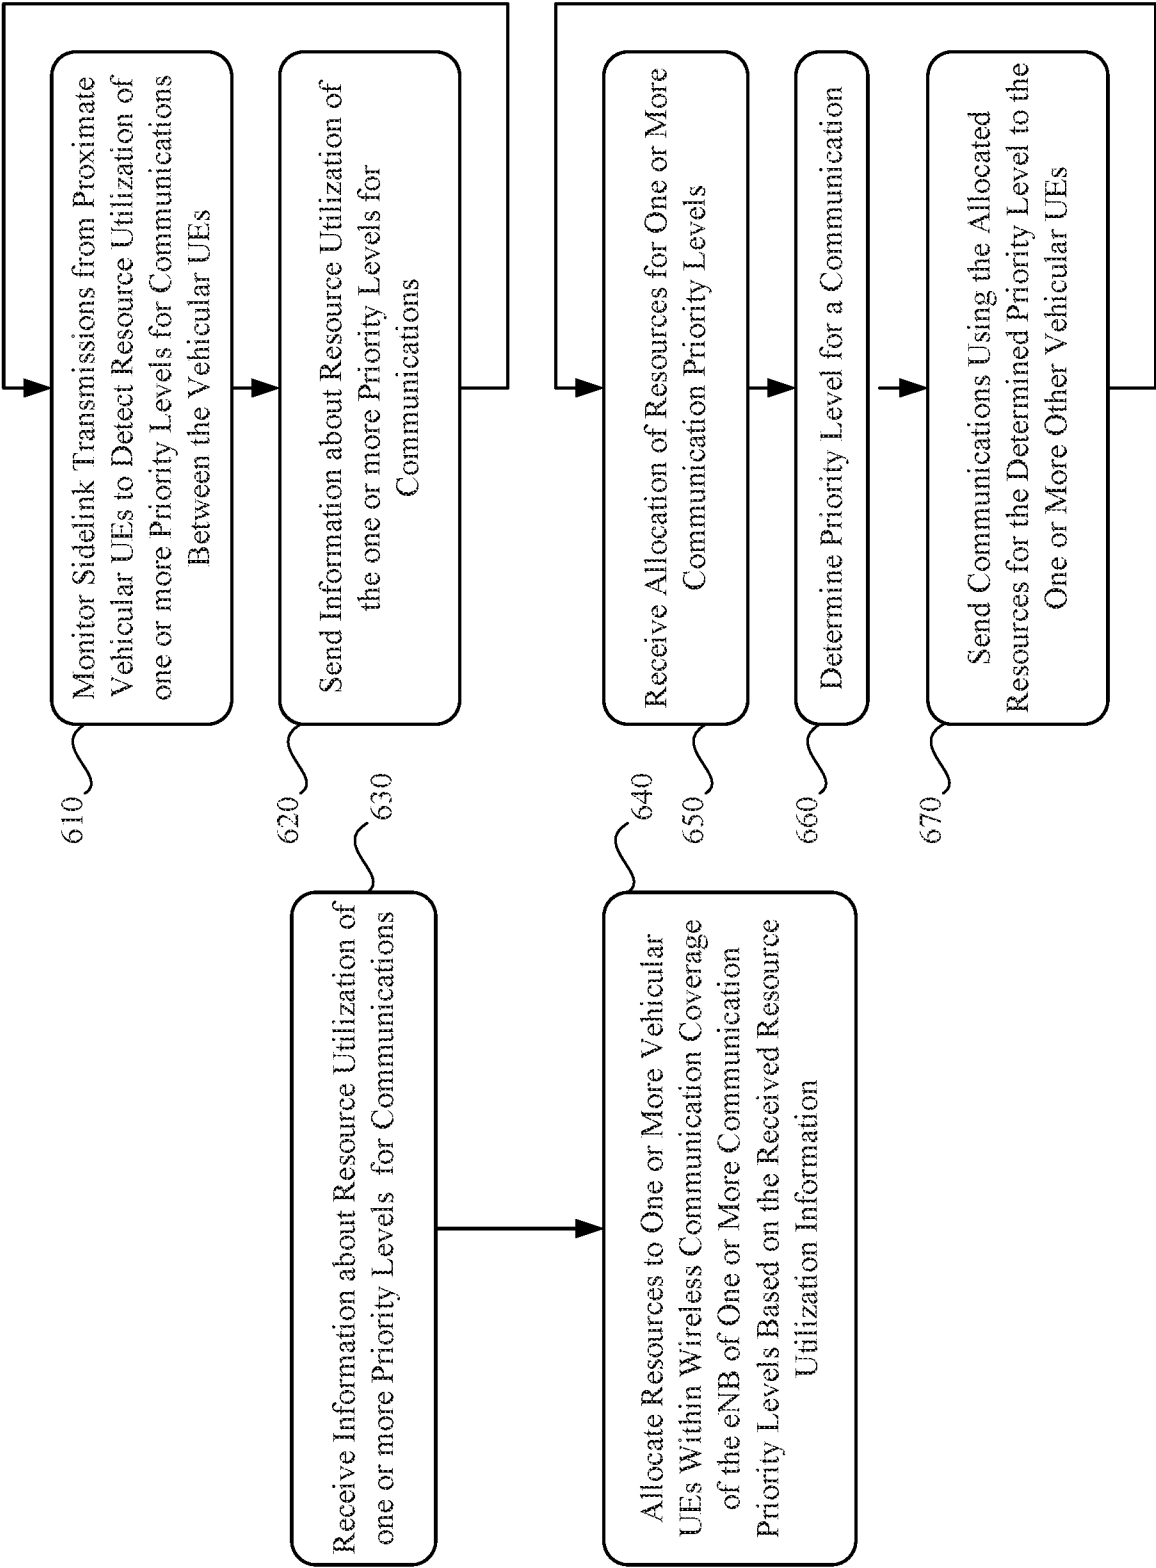 610
Monitor Sidelink Transmissions from Proximate
Vehicular UEs to Detect Resource Utilization of
one or more Priority Levels for Communications
Between the Vehicular UEs
620
Send Information about Resource Utilization of
the one or more Priority Levels for
Communications
630
Receive Information about Resource Utilization of
one or more Priority Levels for Communications
640
Allocate Resources to One or More Vehicular
UEs Within Wireless Communication Coverage
of the eNB of One or More Communication
Priority Levels Based on the Received Resource
Utilization Information
650
Receive Allocation of Resources for One or More
Communication Priority Levels
660
Determine Priority Level for a Communication
670
Send Communications Using the Allocated
Resources for the Determined Priority Level to the
One or More Other Vehicular UEs